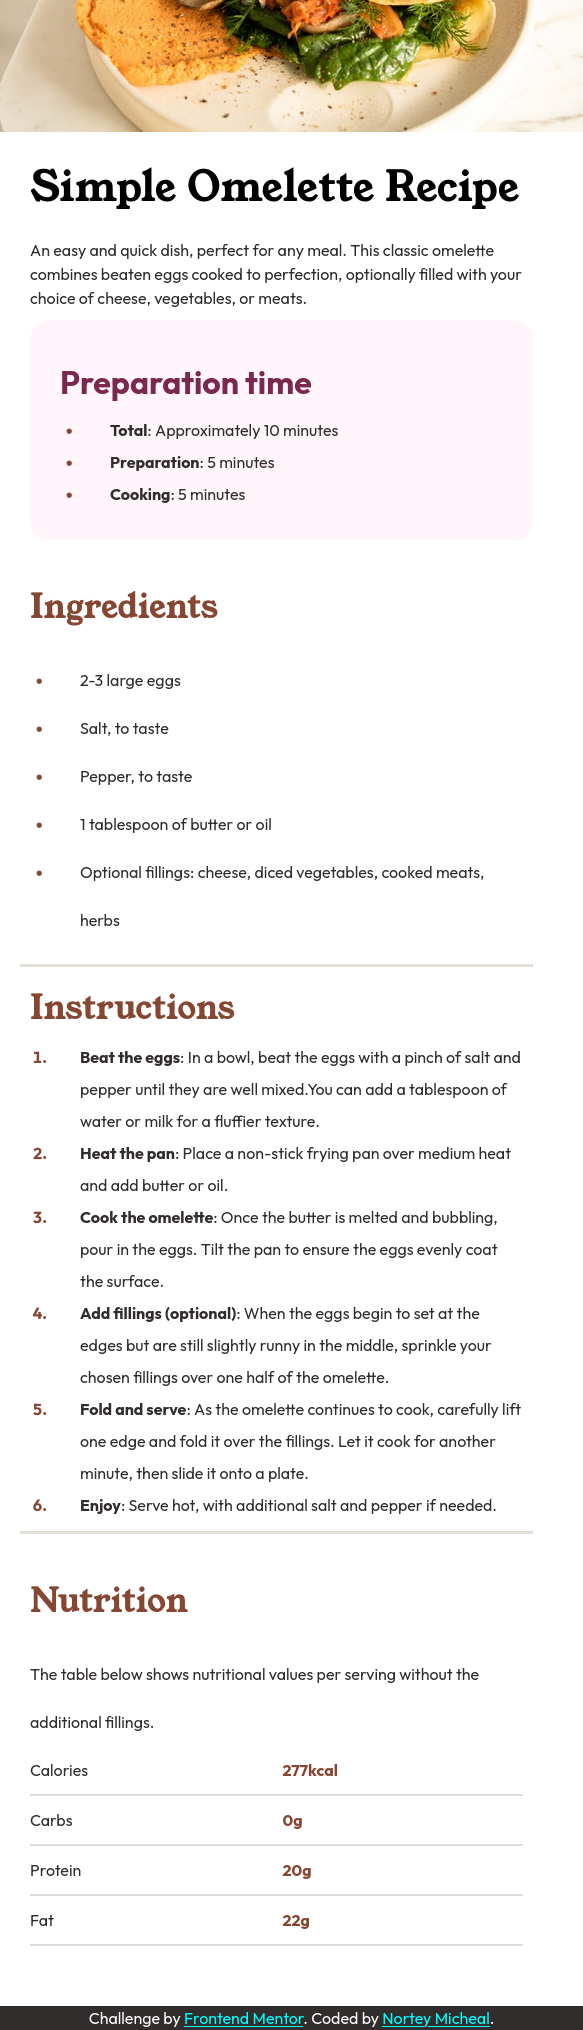 Simple Omelette Recipe
An easy and quick dish, perfect for any meal. This classic omelette
combines beaten eggs cooked to perfection, optionally filled with your
choice of cheese, vegetables, or meats.
Preparation time
• Total: Approximately 10 minutes
• Preparation: 5 minutes
• Cooking: 5 minutes
Ingredients
• 2-3 large eggs
• Salt, to taste
• Pepper, to taste
• 1 tablespoon of butter or oil
• Optional fillings: cheese, diced vegetables, cooked meats,
herbs
Instructions
1. Beat the eggs: In a bowl, beat the eggs with a pinch of salt and
pepper until they are well mixed.You can add a tablespoon of
water or milk for a fluffier texture.
2. Heat the pan: Place a non-stick frying pan over medium heat
and add butter or oil.
3. Cook the omelette: Once the butter is melted and bubbling,
pour in the eggs. Tilt the pan to ensure the eggs evenly coat
the surface.
4. Add fillings (optional): When the eggs begin to set at the
edges but are still slightly runny in the middle, sprinkle your
chosen fillings over one half of the omelette.
5. Fold and serve: As the omelette continues to cook, carefully lift
one edge and fold it over the fillings. Let it cook for another
minute, then slide it onto a plate.
6. Enjoy: Serve hot, with additional salt and pepper if needed.
Nutrition
The table below shows nutritional values per serving without the
additional fillings.
Calories 277kcal
Carbs 0g
Protein 20g
Fat 22g
Challenge by Frontend Mentor. Coded by Nortey Micheal.